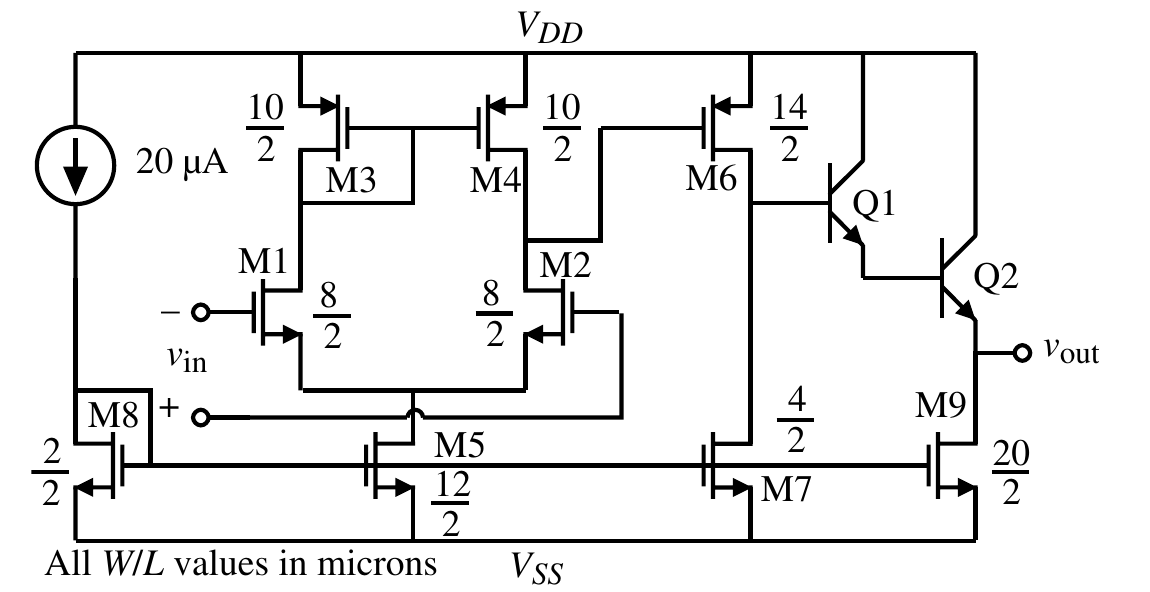 V_DD
20 µA
10/2
M3
10/2
M4
14/2
M6
Q1
Q2
M1
8/2
8/2
M2
−
v_in
+
v_out
M8
2/2
M5
12/2
4/2
M7
M9
20/2
All W/L values in microns
V_SS